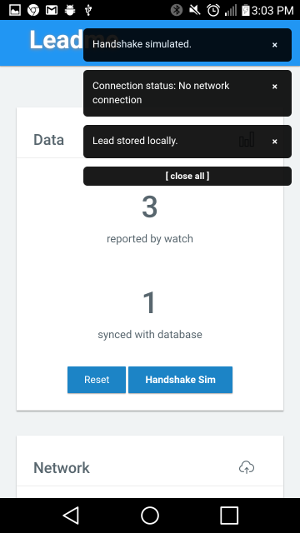 3:03 PM
Lead
Handshake simulated.
×
Connection status: No network
connection
×
Lead stored locally.
×
[ close all ]
Data
3
reported by watch
1
synced with database
Reset
Handshake Sim
Network